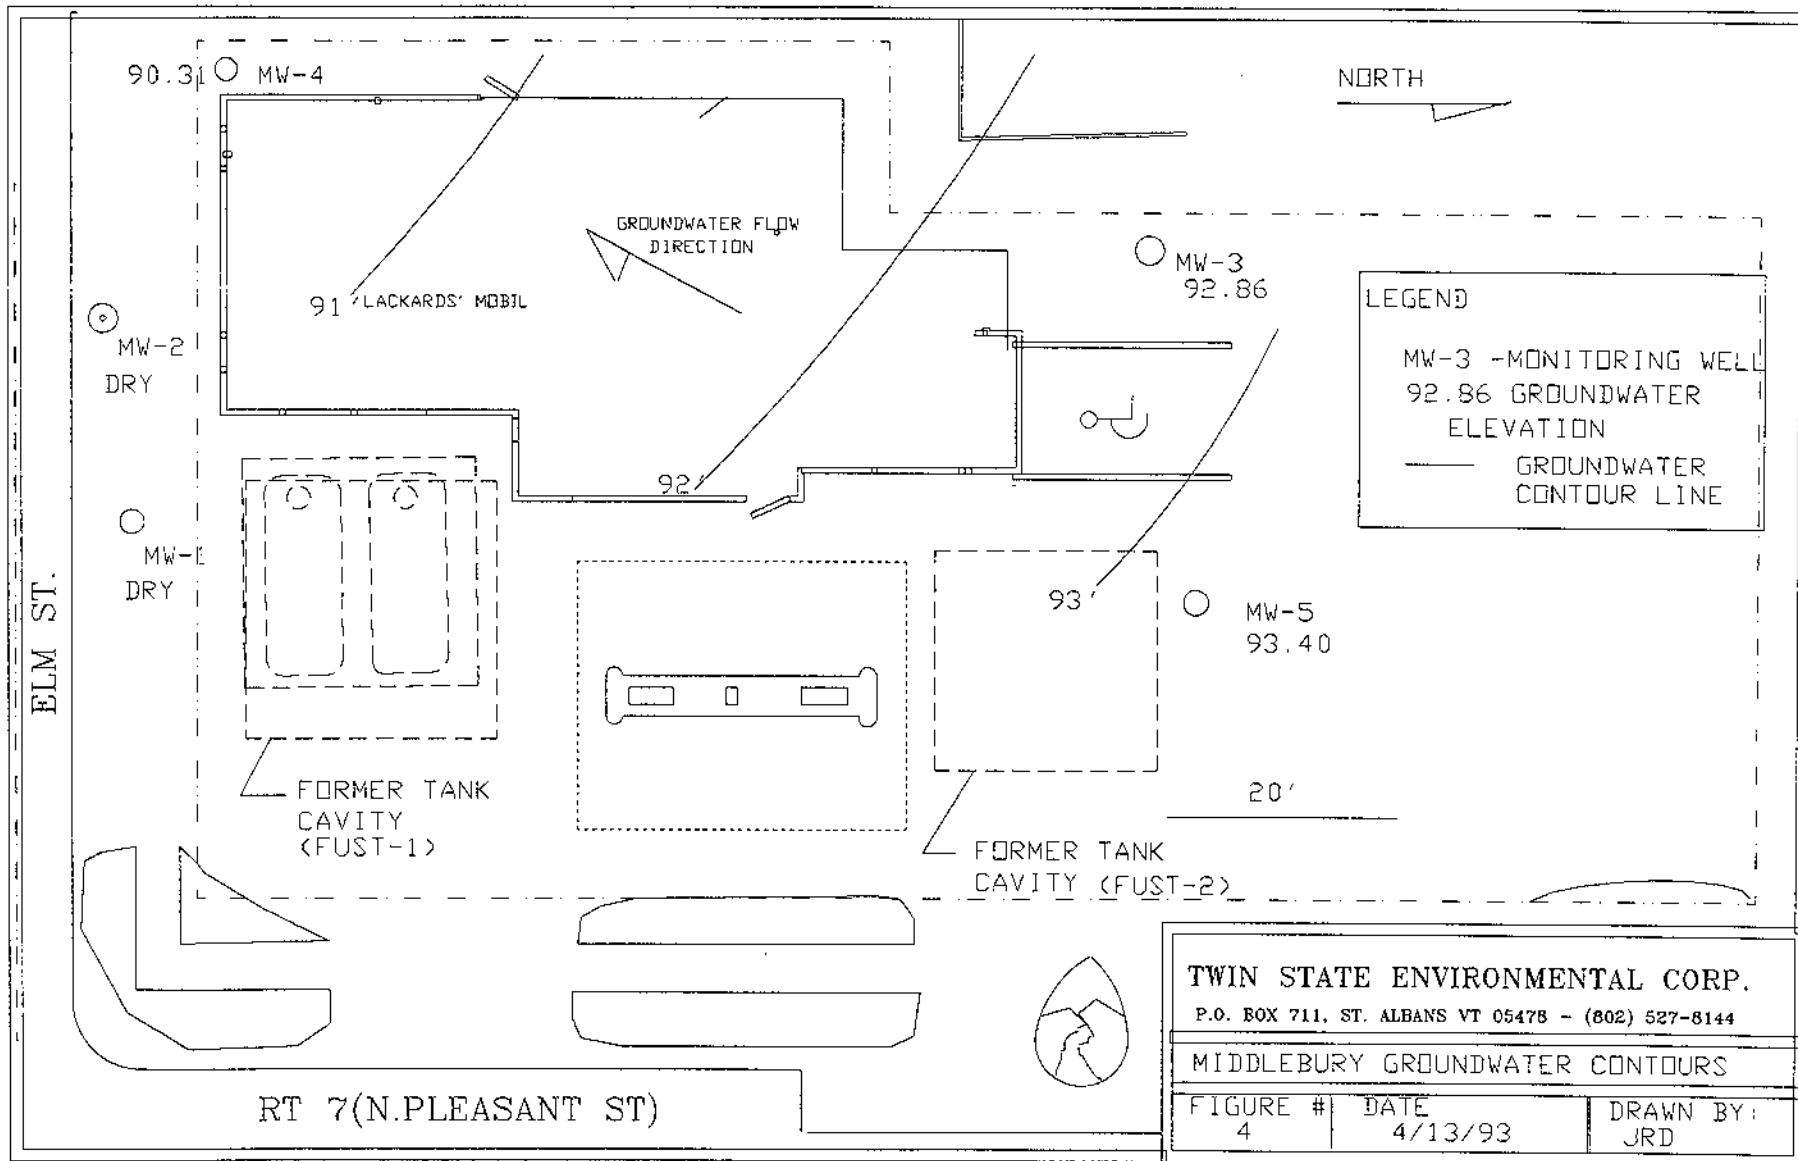 90.31 MW-4
NORTH
GROUNDWATER FLOW
DIRECTION
MW-3
92.86
91' LACKARDS' MOBIL
LEGEND
MW-3 -MONITORING WELL
92.86 GROUNDWATER
ELEVATION
GROUNDWATER
CONTOUR LINE
MW-2
DRY
92'
MW-1
DRY
93'
MW-5
93.40
ELM ST.
FORMER TANK
CAVITY
(FUST-1)
20'
FORMER TANK
CAVITY (FUST-2)
RT 7(N.PLEASANT ST)
TWIN STATE ENVIRONMENTAL CORP.
P.O. BOX 711, ST. ALBANS VT 05478 - (802) 527-8144
MIDDLEBURY GROUNDWATER CONTOURS
FIGURE #
4
DATE
4/13/93
DRAWN BY:
JRD